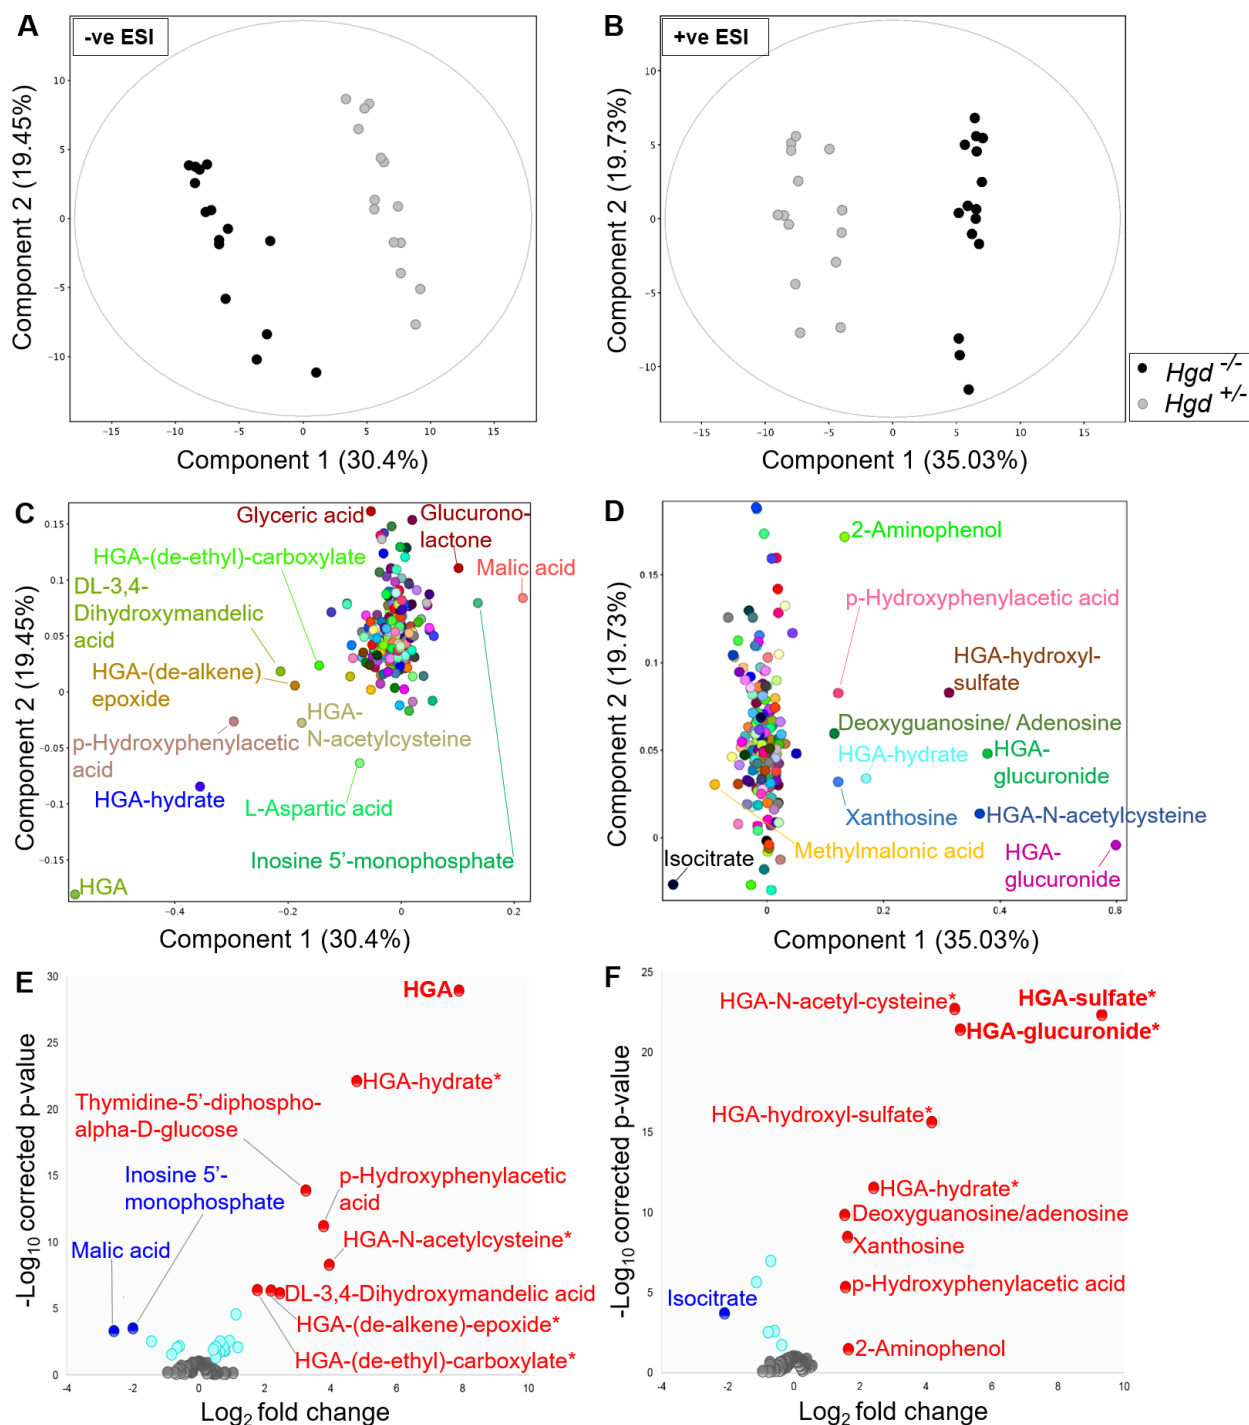 A
-ve ESI
Component 2 (19.45%)
10
5
0
−5
−10
−15
−10
−5
0
5
10
15
Component 1 (30.4%)
B
+ve ESI
Component 2 (19.73%)
10
5
0
−5
−10
−15
−10
−5
0
5
10
15
Component 1 (35.03%)
Hgd -/-
Hgd +/-
C
Component 2 (19.45%)
0.15
0.1
0.05
0
−0.05
−0.1
−0.15
Glyceric acid
Glucurono-
lactone
HGA-(de-ethyl)-carboxylate
Malic acid
DL-3,4-
Dihydroxymandelic
acid
HGA-(de-alkene)
epoxide
HGA-
N-acetylcysteine
p-Hydroxyphenylacetic
acid
HGA-hydrate
L-Aspartic acid
Inosine 5’-monophosphate
HGA
−0.4
−0.2
0
0.2
Component 1 (30.4%)
D
Component 2 (19.73%)
0.15
0.1
0.05
0
2-Aminophenol
p-Hydroxyphenylacetic acid
HGA-hydroxyl-
sulfate
Deoxyguanosine/ Adenosine
HGA-hydrate
HGA-
glucuronide
Xanthosine
HGA-N-acetylcysteine
Methylmalonic acid
Isocitrate
HGA-
glucuronide
0
0.2
0.4
0.6
Component 1 (35.03%)
E
-Log10 corrected p-value
30
25
20
15
10
5
0
HGA
HGA-hydrate*
Thymidine-5’-diphospho-
alpha-D-glucose
Inosine 5’-
monophosphate
p-Hydroxyphenylacetic
acid
Malic acid
HGA-N-acetylcysteine*
DL-3,4-Dihydroxymandelic acid
HGA-(de-alkene)-epoxide*
HGA-(de-ethyl)-carboxylate*
-4
-2
0
2
4
6
8
10
Log2 fold change
F
-Log10 corrected p-value
25
20
15
10
5
0
HGA-N-acetyl-cysteine*
HGA-sulfate*
HGA-glucuronide*
HGA-hydroxyl-sulfate*
HGA-hydrate*
Deoxyguanosine/adenosine
Xanthosine
p-Hydroxyphenylacetic acid
Isocitrate
2-Aminophenol
-4
-2
0
2
4
6
8
10
Log2 fold change